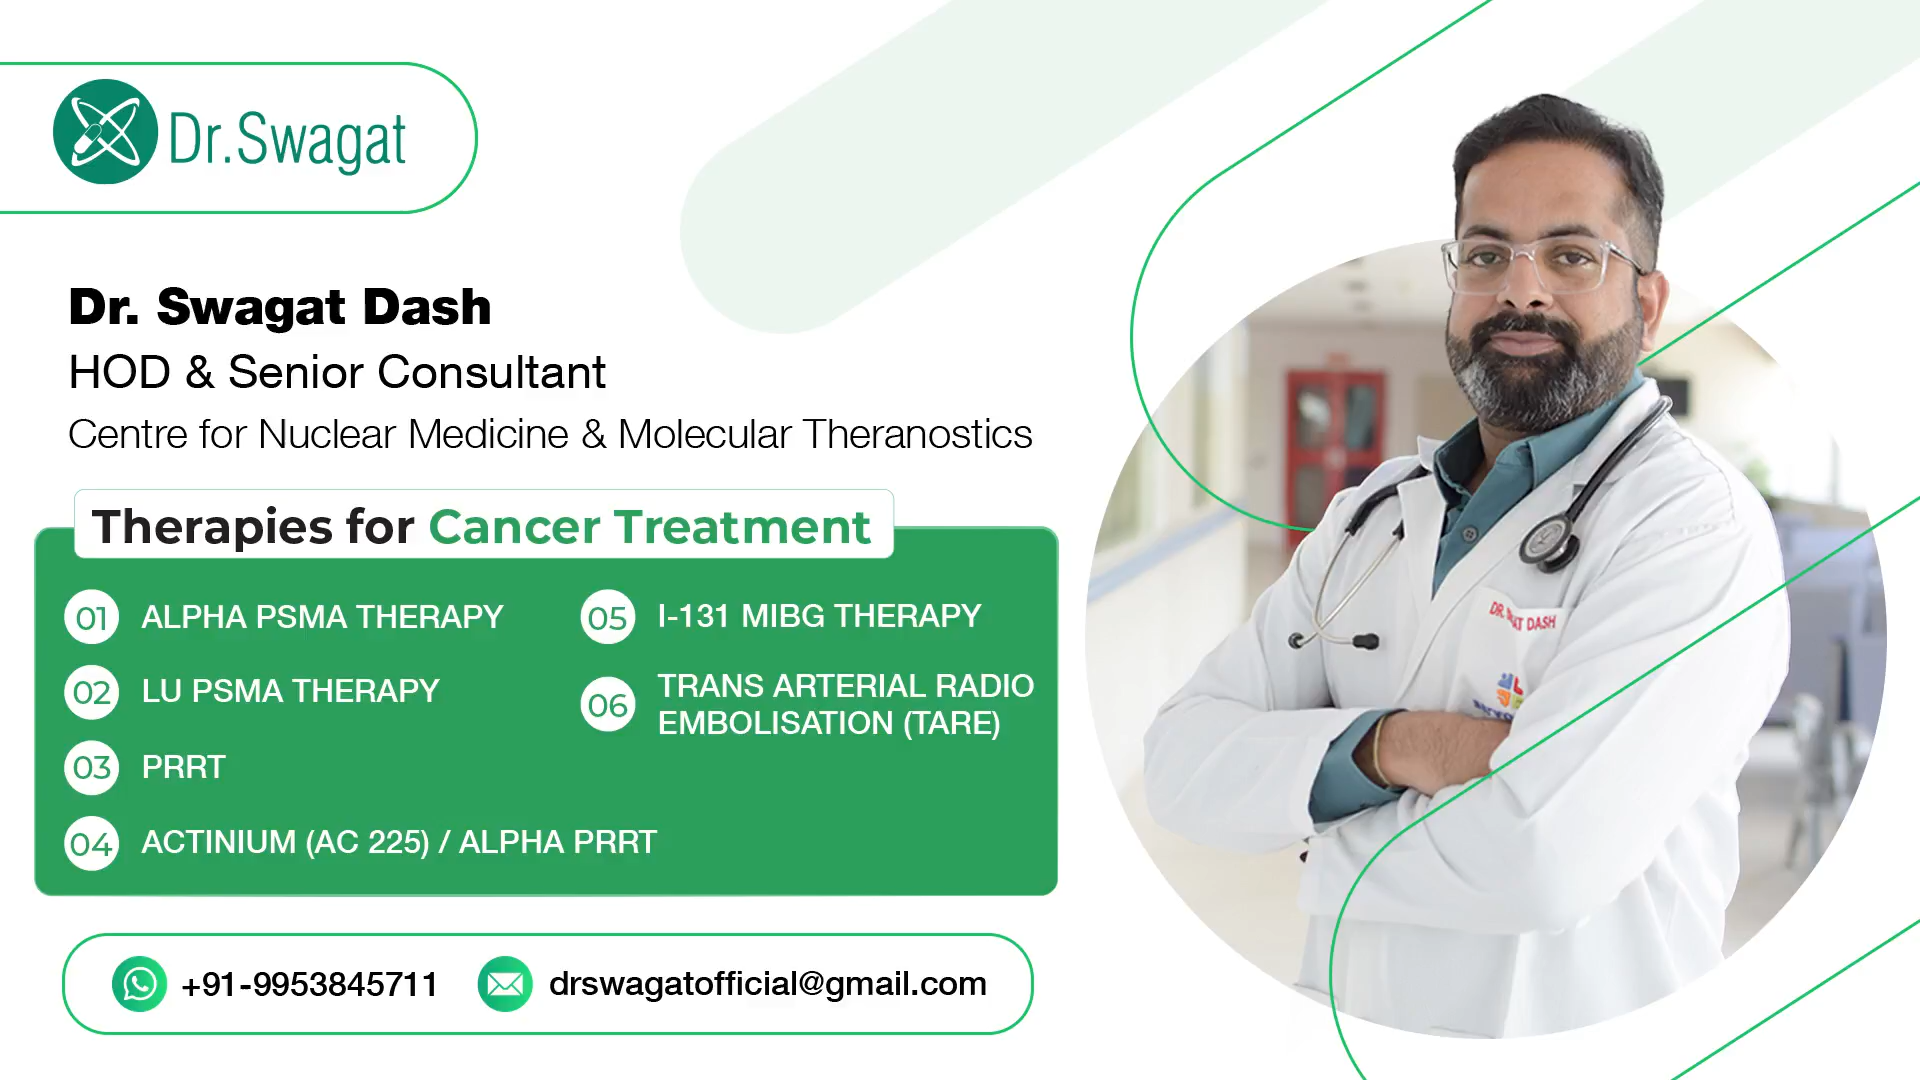 Dr.Swagat
Dr. Swagat Dash
HOD & Senior Consultant
Centre for Nuclear Medicine & Molecular Theranostics
Therapies for Cancer Treatment
01 ALPHA PSMA THERAPY
02 LU PSMA THERAPY
03 PRRT
04 ACTINIUM (AC 225) / ALPHA PRRT
05 I-131 MIBG THERAPY
06 TRANS ARTERIAL RADIO
EMBOLISATION (TARE)
+91-9953845711
drswagatofficial@gmail.com
DR. DASH